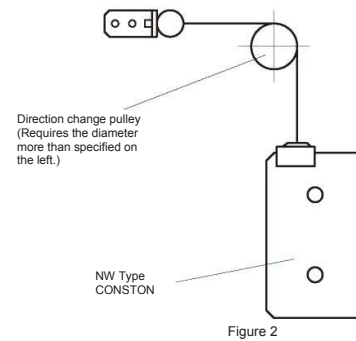 Direction change pulley
(Requires the diameter
more than specified on
the left.)
NW Type
CONSTON
Figure 2